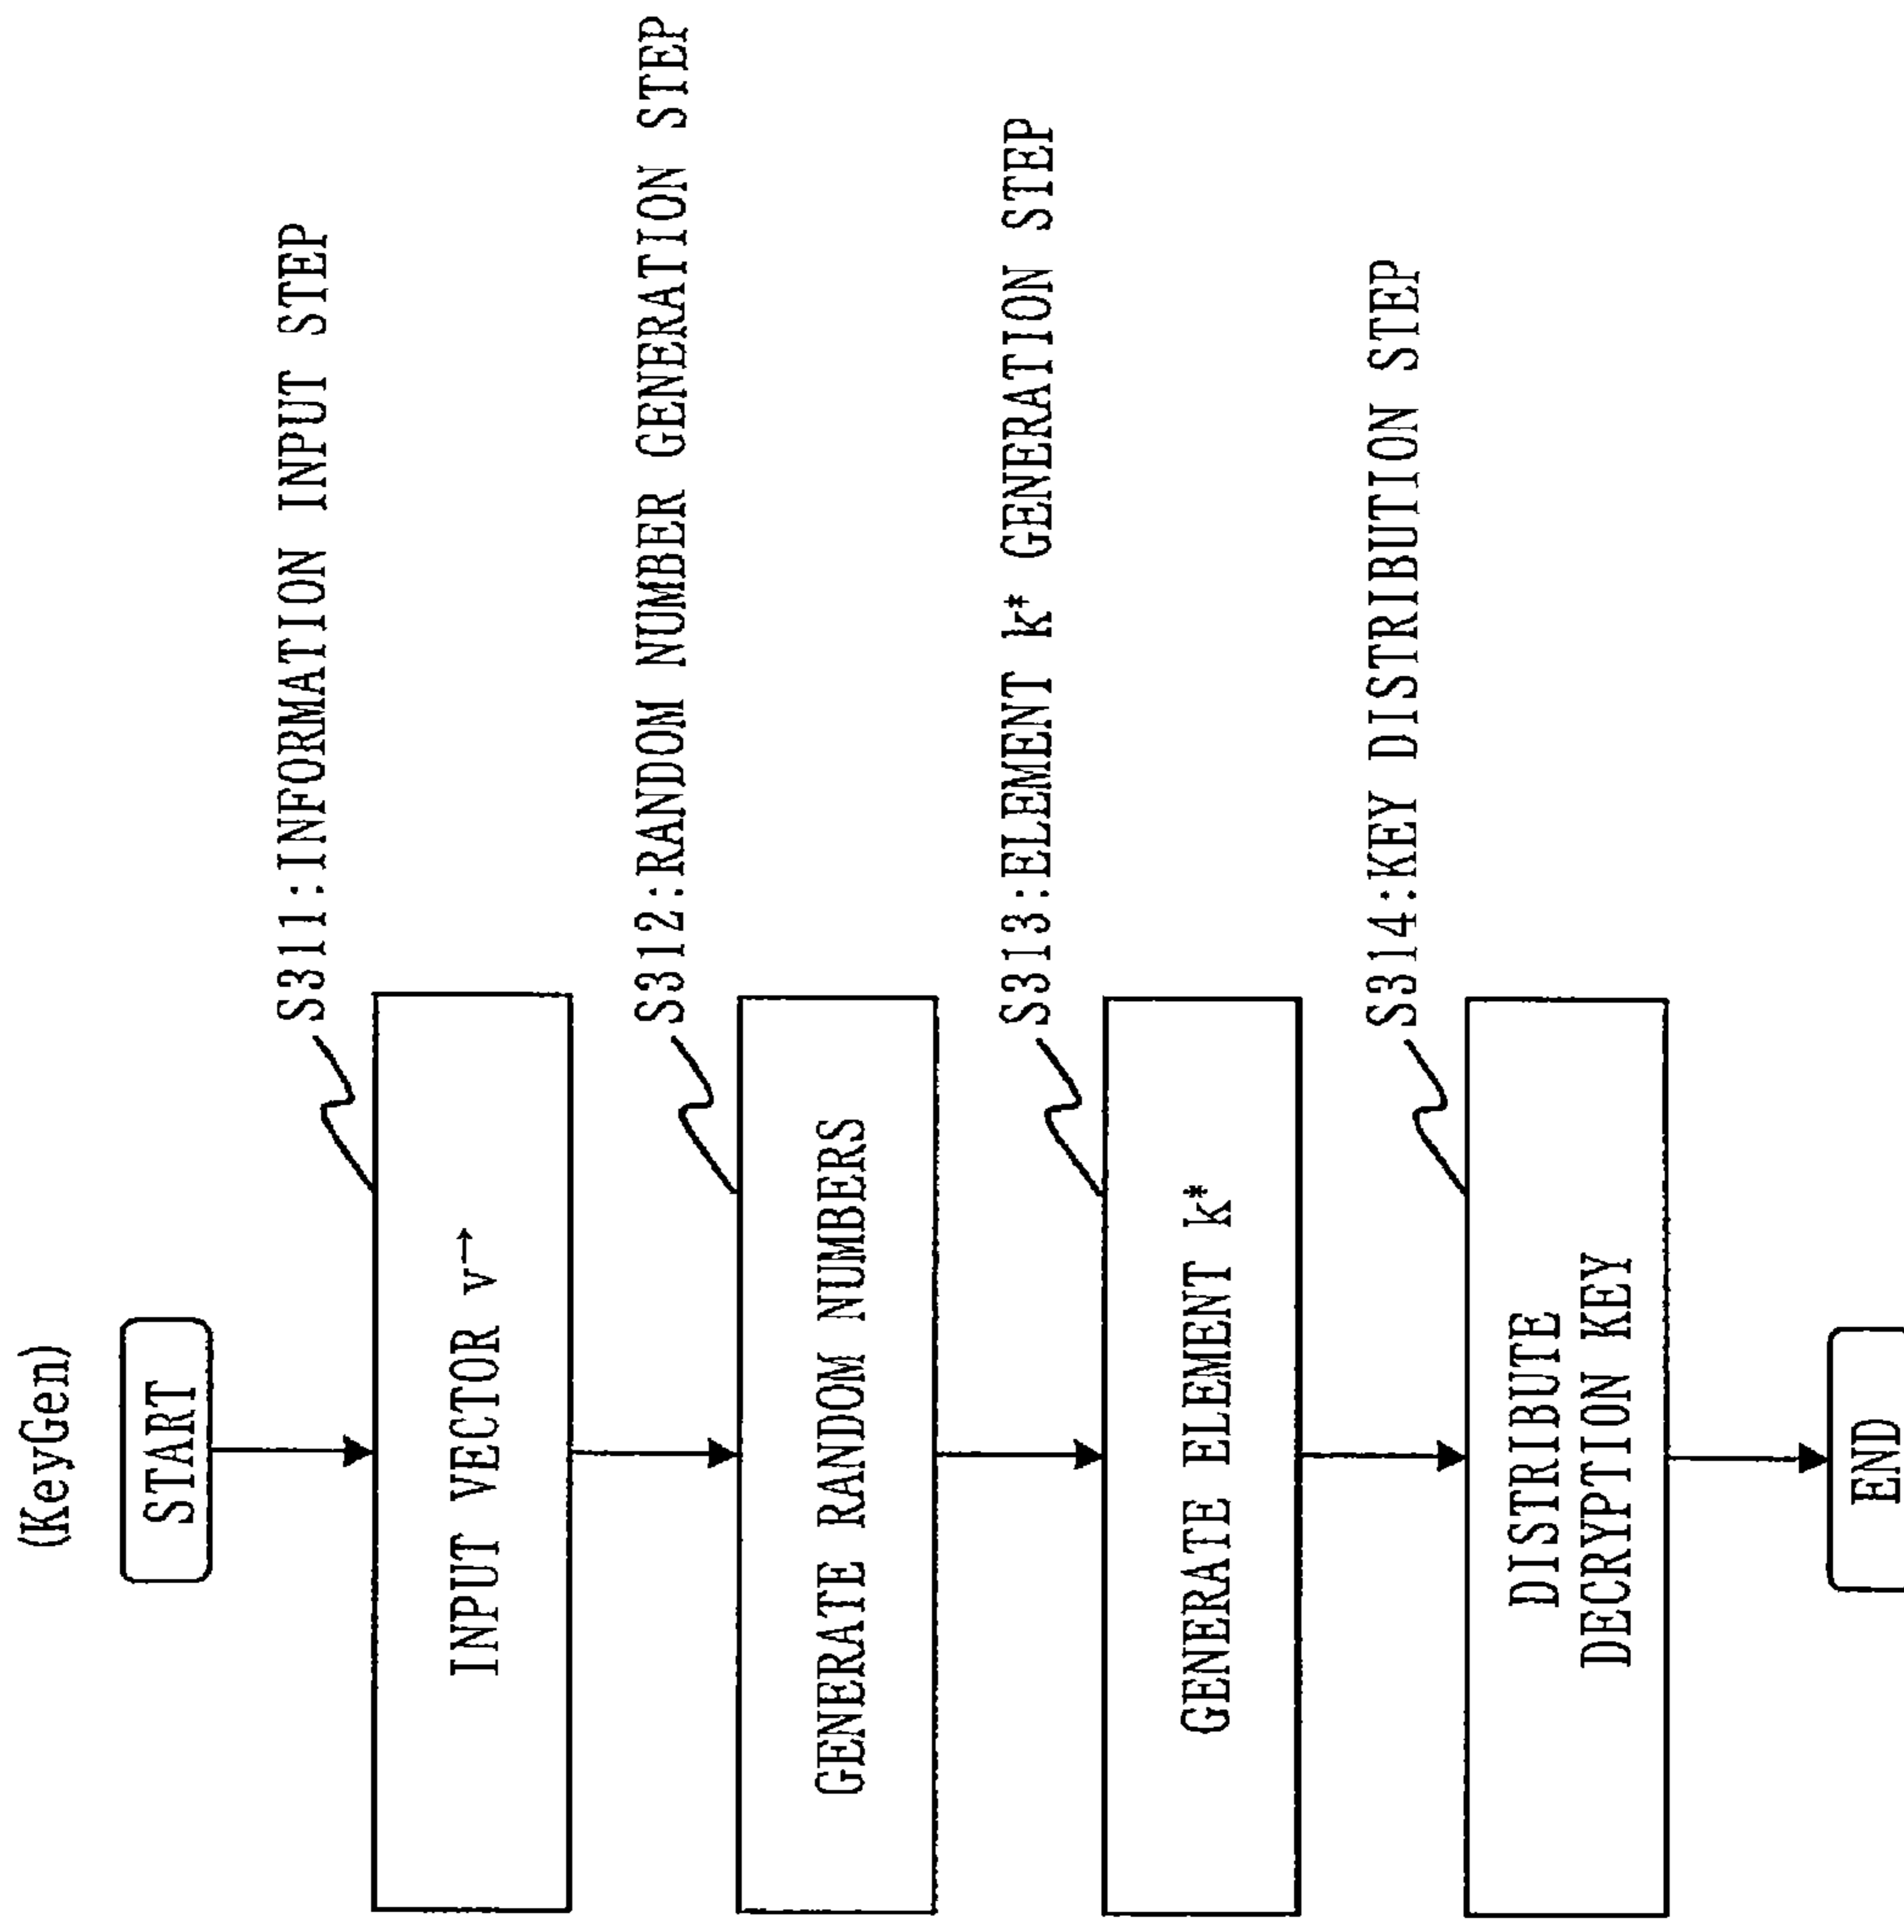 (KeyGen)
START
S311:INFORMATION INPUT STEP
INPUT VECTOR v→
S312:RANDOM NUMBER GENERATION STEP
GENERATE RANDOM NUMBERS
S313:ELEMENT k* GENERATION STEP
GENERATE ELEMENT k*
S314:KEY DISTRIBUTION STEP
DISTRIBUTE
DECRYPTION KEY
END